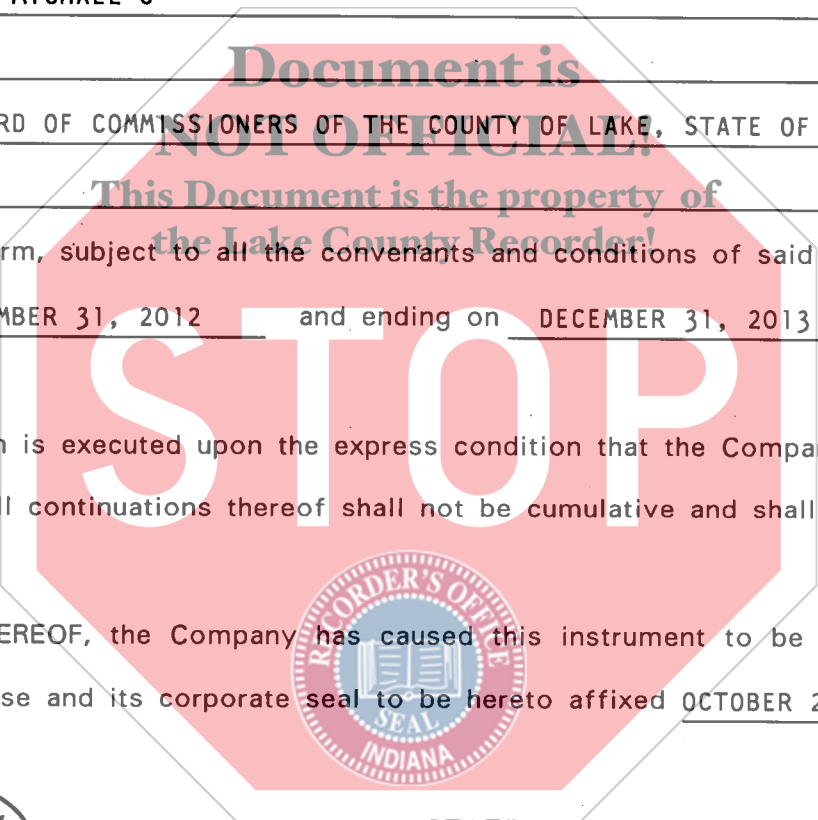 Document is
RD OF COMMISSIONERS OF THE COUNTY OF LAKE, STATE OF
NOT OFFICIAL!
This Document is the property of
the Lake County Recorder!
rm, subject to all the convenants and conditions of said
MBER 31, 2012 and ending on DECEMBER 31, 2013
STOP
is executed upon the express condition that the Compa
ll continuations thereof shall not be cumulative and shall
RECORDER'S OFFICE
EREOF, the Company has caused this instrument to be
se and its corporate seal to be hereto affixed OCTOBER 2
SEAL
INDIANA